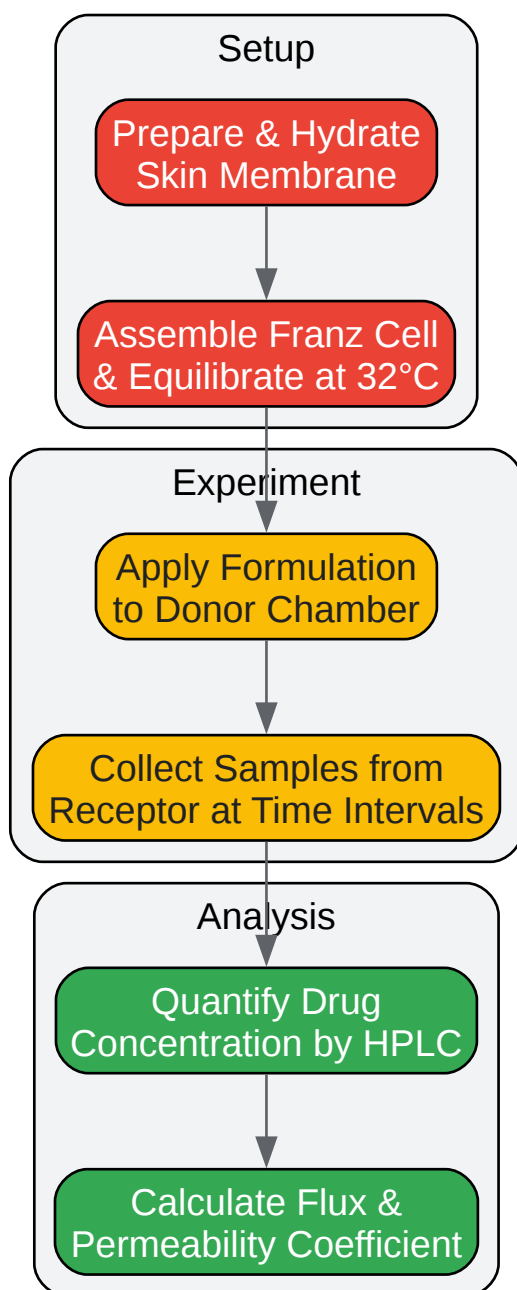 Setup
Prepare & Hydrate
Skin Membrane
Assemble Franz Cell
& Equilibrate at 32°C
Experiment
Apply Formulation
to Donor Chamber
Collect Samples from
Receptor at Time Intervals
Analysis
Quantify Drug
Concentration by HPLC
Calculate Flux &
Permeability Coefficient